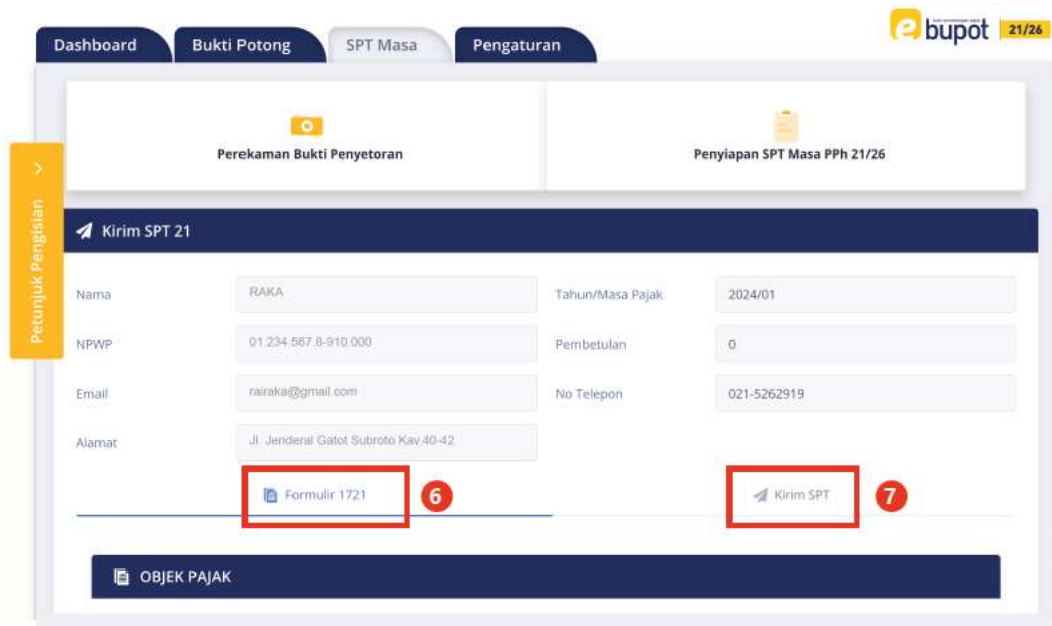 Dashboard Bukti Potong SPT Masa Pengaturan
e bupot 21/26
Perekaman Bukti Penyetoran
Penyiapan SPT Masa PPh 21/26
Petunjuk Pengisian
Kirim SPT 21
Nama RAKA Tahun/Masa Pajak 2024/01
NPWP 01.234.567.8-910.000 Pembetulan 0
Email rairaka@gmail.com No Telepon 021-5262919
Alamat Jl. Jenderal Gatot Subroto Kav.40-42
Formulir 1721 6 Kirim SPT 7
OBJEK PAJAK